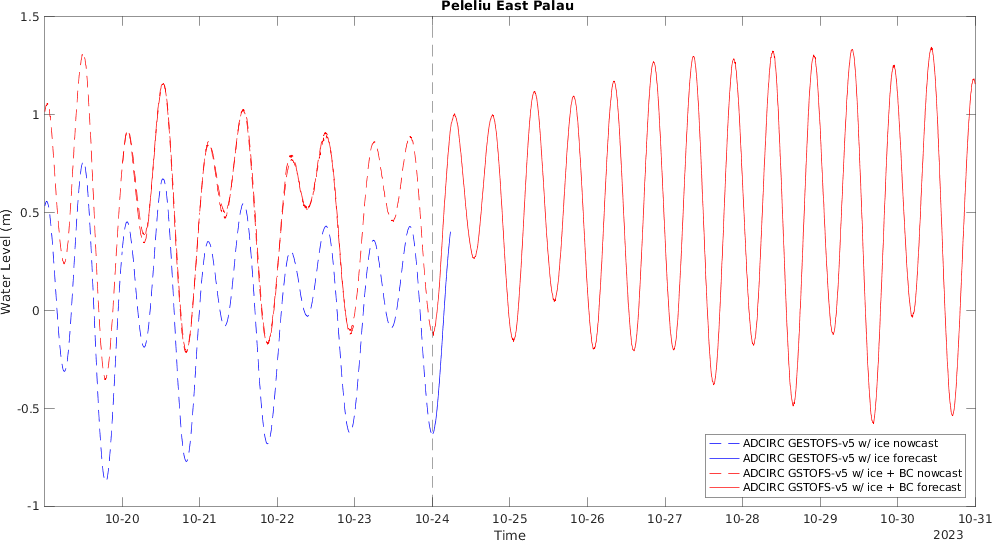 Peleliu East Palau
1.5
1
0.5
0
-0.5
-1
Water Level (m)
10-20
10-21
10-22
10-23
10-24
10-25
10-26
10-27
10-28
10-29
10-30
10-31
Time
2023
ADCIRC GESTOFS-v5 w/ ice nowcast
ADCIRC GESTOFS-v5 w/ ice forecast
ADCIRC GSTOFS-v5 w/ ice + BC nowcast
ADCIRC GSTOFS-v5 w/ ice + BC forecast